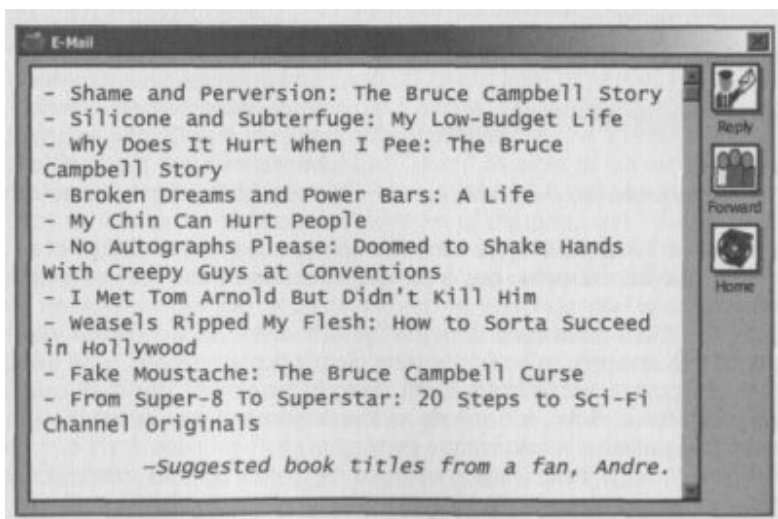 E-Mail
- Shame and Perversion: The Bruce Campbell Story
- Silicone and Subterfuge: My Low-Budget Life
- Why Does It Hurt When I Pee: The Bruce
Campbell Story
- Broken Dreams and Power Bars: A Life
- My Chin Can Hurt People
- No Autographs Please: Doomed to Shake Hands
With Creepy Guys at Conventions
- I Met Tom Arnold But Didn't Kill Him
- Weasels Ripped My Flesh: How to Sorta Succeed
in Hollywood
- Fake Moustache: The Bruce Campbell Curse
- From Super-8 To Superstar: 20 Steps to Sci-Fi
Channel Originals
—Suggested book titles from a fan, Andre.
Reply
Forward
Home